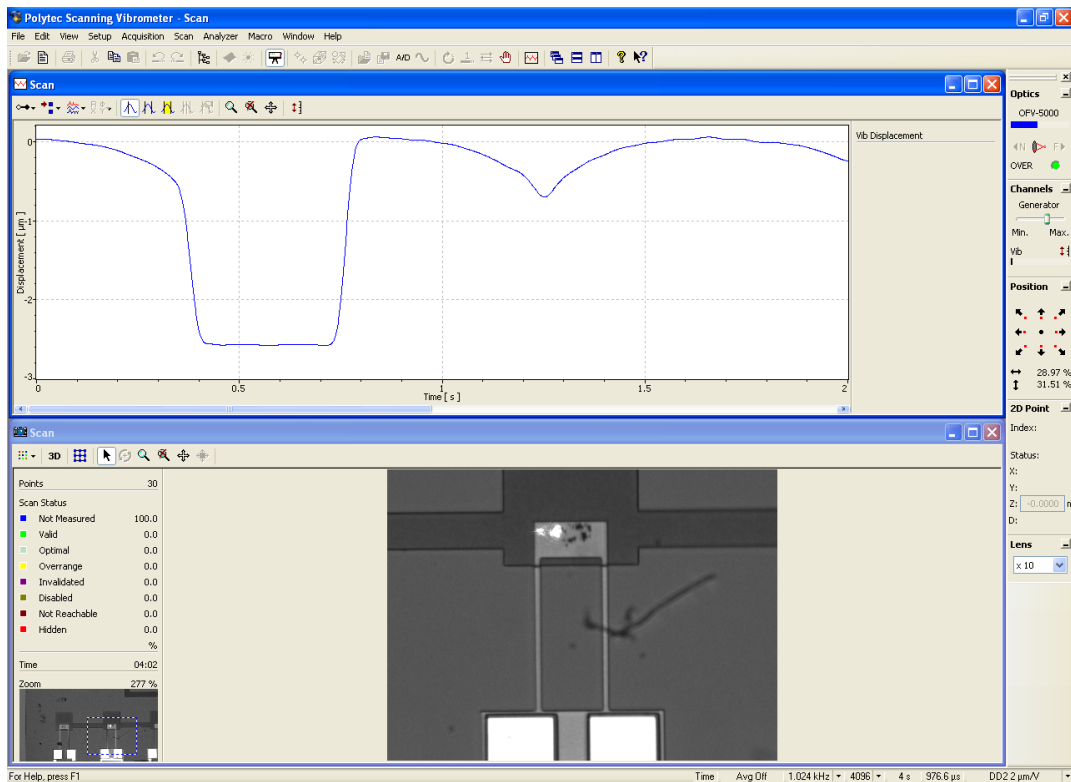 Polytec Scanning Vibrometer - Scan
File Edit View Setup Acquisition Scan Analyzer Macro Window Help
A/D
Scan
Vib Displacement
Displacement [ µm ]
0
-1
-2
-3
0 0.5 1 1.5 2
Time [ s ]
Scan
3D
Points 30
Scan Status
Not Measured 100.0
Valid 0.0
Optimal 0.0
Overrange 0.0
Invalidated 0.0
Disabled 0.0
Not Reachable 0.0
Hidden 0.0
%
Time 04:02
Zoom 277 %
Optics
OFV-5000
N F
OVER
Channels
Generator
Min. Max.
Vib
Position
28.97 %
31.51 %
2D Point
Index:
Status:
X:
Y:
Z: -0.0000
D:
Lens
x 10
For Help, press F1 Time Avg Off 1.024 kHz 4096 4 s 976.6 µs DD2 2 µm/V